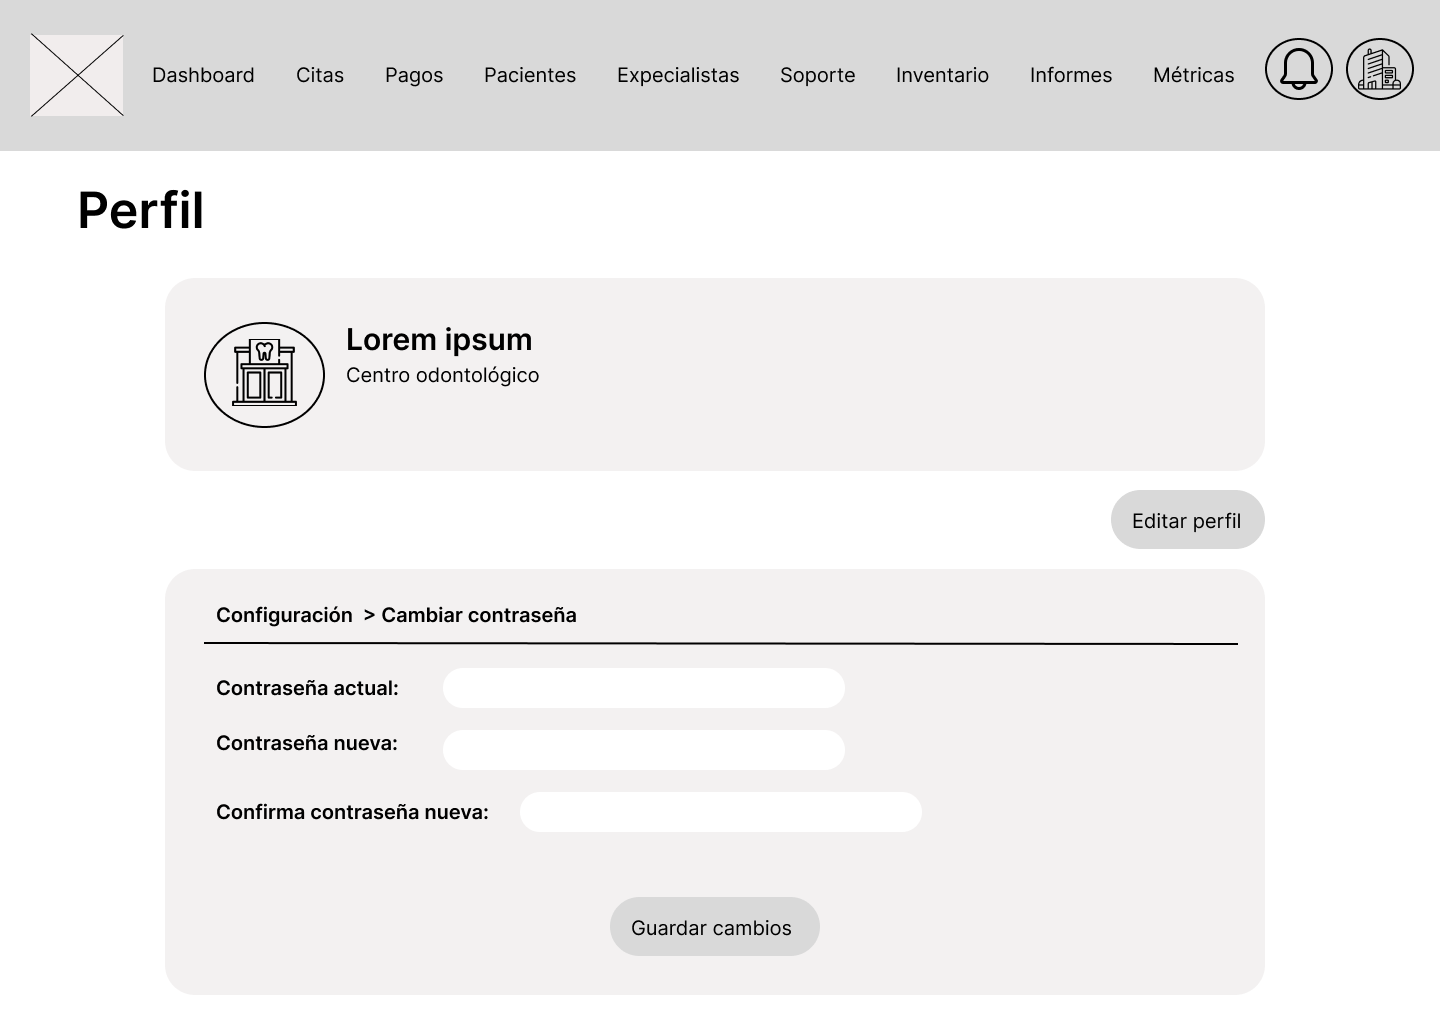 Dashboard Citas Pagos Pacientes Expecialistas Soporte Inventario Informes Métricas
Perfil
Lorem ipsum
Centro odontológico
Editar perfil
Configuración > Cambiar contraseña
Contraseña actual:
Contraseña nueva:
Confirma contraseña nueva:
Guardar cambios